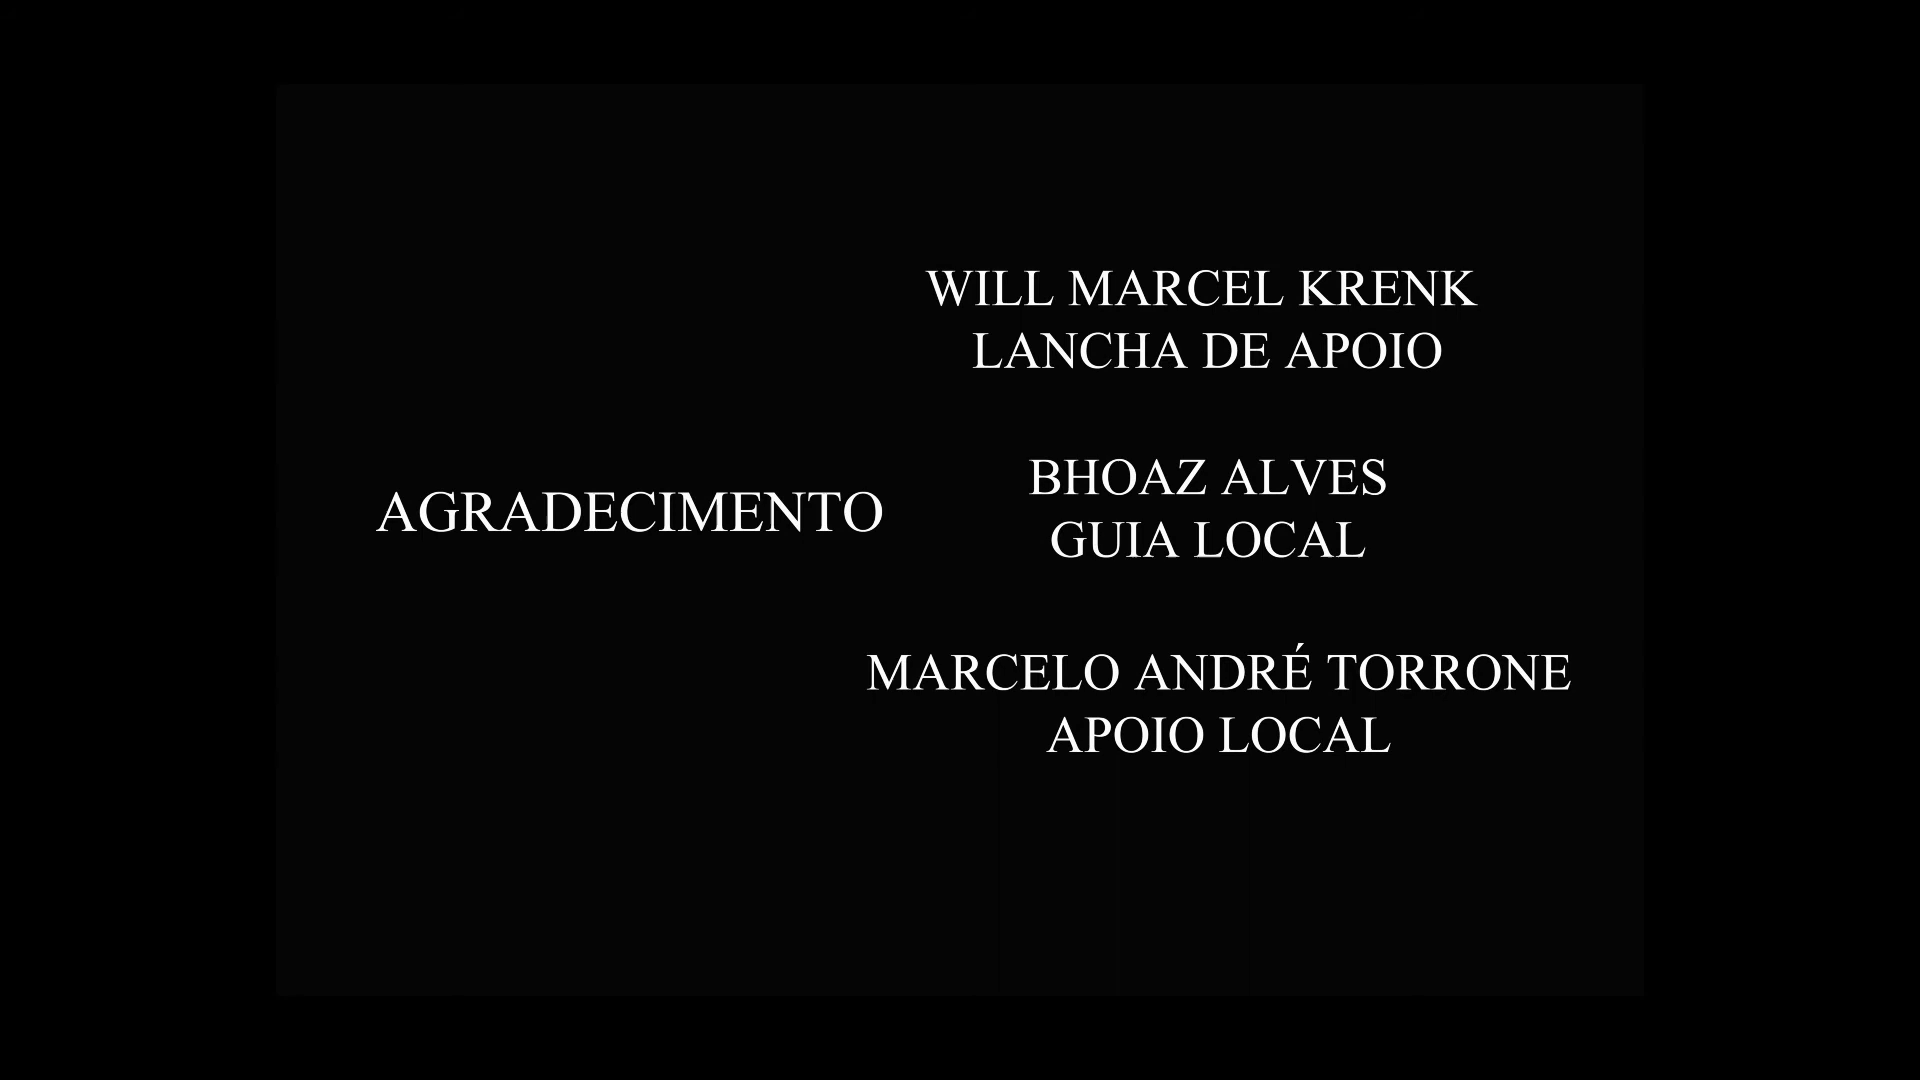 WILL MARCEL KRENK
LANCHA DE APOIO
AGRADECIMENTO
BHOAZ ALVES
GUIA LOCAL
MARCELO ANDRÉ TORRONE
APOIO LOCAL